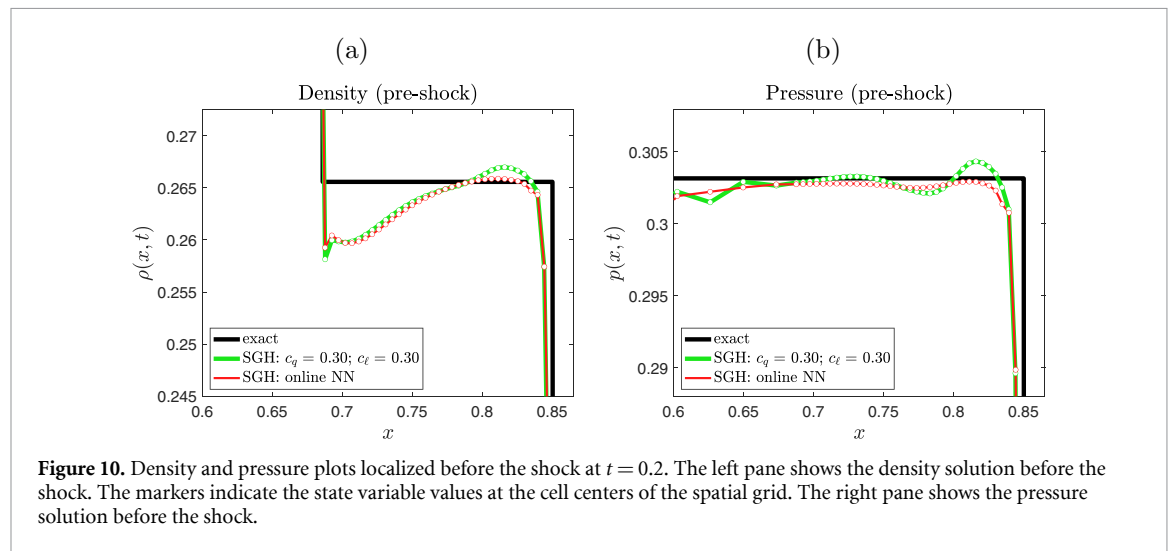 (a)
(b)
Density (pre-shock)
Pressure (pre-shock)
0.27
0.265
0.26
0.255
0.25
0.245
ρ(x, t)
exact
SGH: c_q = 0.30; c_ℓ = 0.30
SGH: online NN
0.6 0.65 0.7 0.75 0.8 0.85
x
0.305
0.3
0.295
0.29
p(x, t)
exact
SGH: c_q = 0.30; c_ℓ = 0.30
SGH: online NN
0.6 0.65 0.7 0.75 0.8 0.85
x
Figure 10. Density and pressure plots localized before the shock at t = 0.2. The left pane shows the density solution before the
shock. The markers indicate the state variable values at the cell centers of the spatial grid. The right pane shows the pressure
solution before the shock.